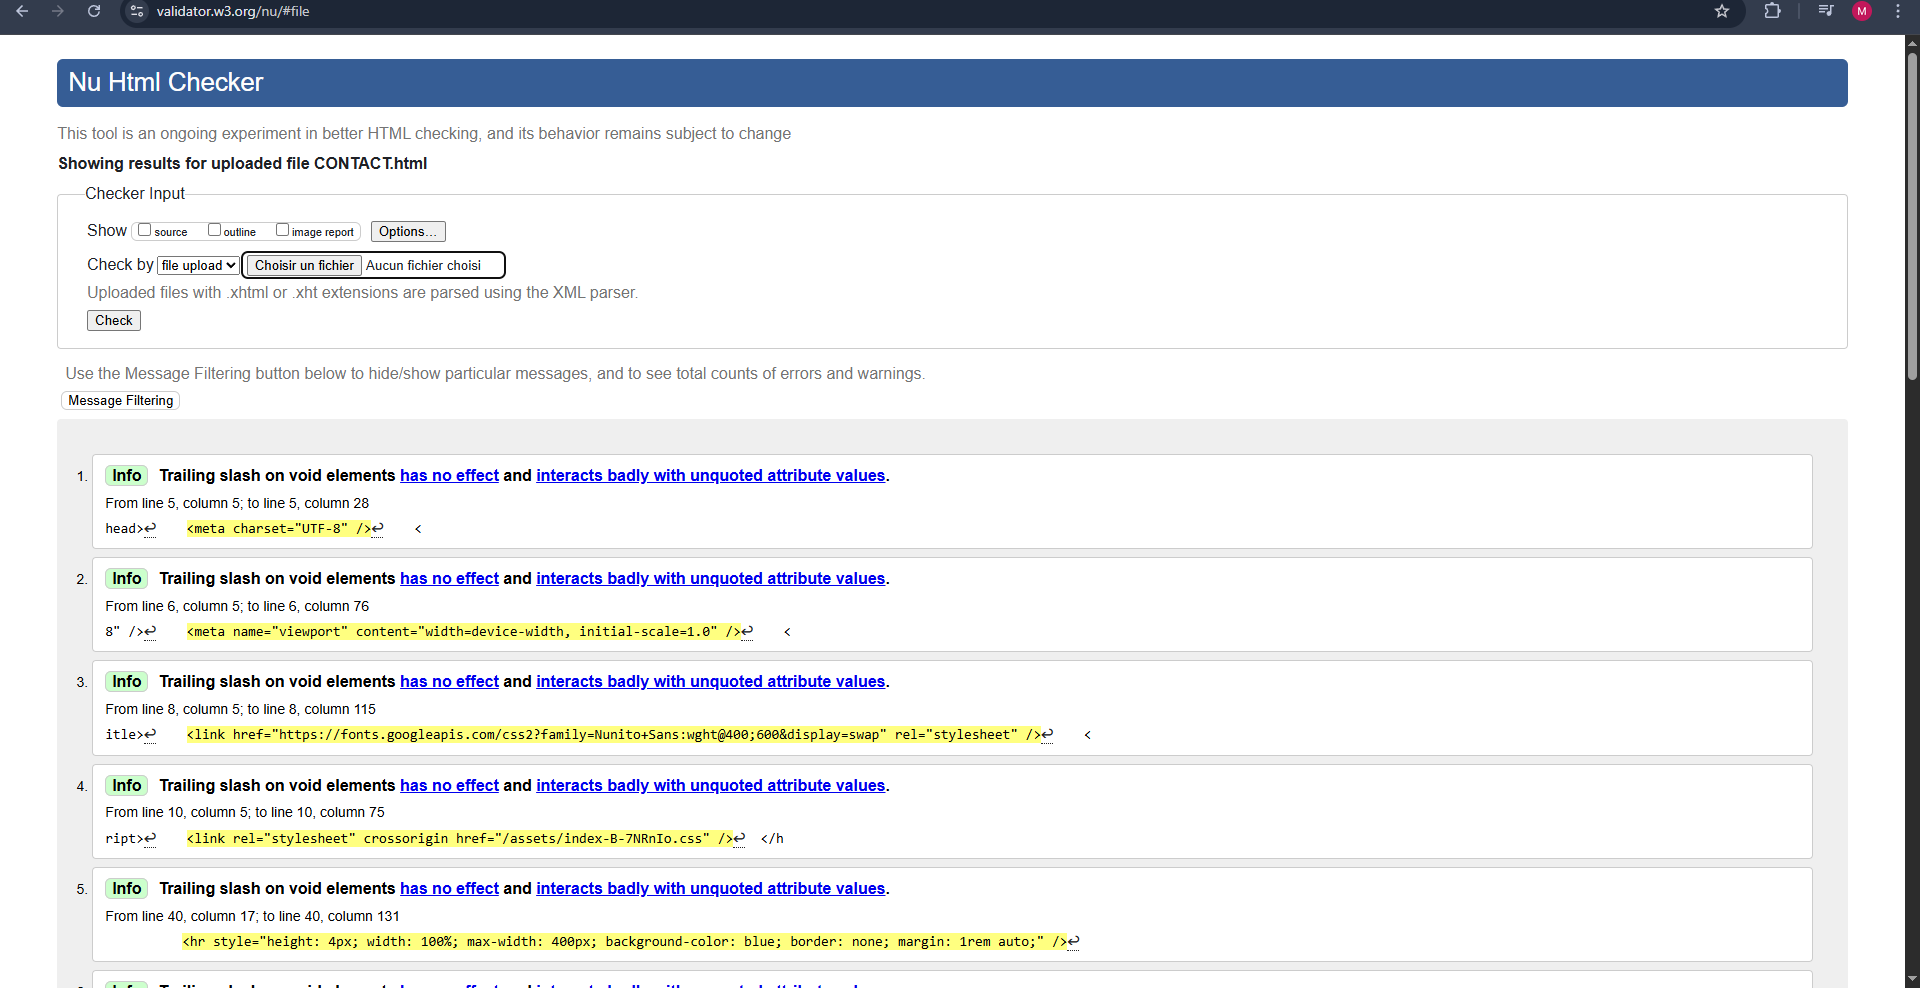 validator.w3.org/nu/#file
M
Nu Html Checker
This tool is an ongoing experiment in better HTML checking, and its behavior remains subject to change
Showing results for uploaded file CONTACT.html
Checker Input
Show source outline image report Options...
Check by file upload Choisir un fichier Aucun fichier choisi
Uploaded files with .xhtml or .xht extensions are parsed using the XML parser.
Check
Use the Message Filtering button below to hide/show particular messages, and to see total counts of errors and warnings.
Message Filtering
1. Info Trailing slash on void elements has no effect and interacts badly with unquoted attribute values.
From line 5, column 5; to line 5, column 28
head>↩ <meta charset="UTF-8" />↩ <
2. Info Trailing slash on void elements has no effect and interacts badly with unquoted attribute values.
From line 6, column 5; to line 6, column 76
8" />↩ <meta name="viewport" content="width=device-width, initial-scale=1.0" />↩ <
3. Info Trailing slash on void elements has no effect and interacts badly with unquoted attribute values.
From line 8, column 5; to line 8, column 115
itle>↩ <link href="https://fonts.googleapis.com/css2?family=Nunito+Sans:wght@400;600&display=swap" rel="stylesheet" />↩ <
4. Info Trailing slash on void elements has no effect and interacts badly with unquoted attribute values.
From line 10, column 5; to line 10, column 75
ript>↩ <link rel="stylesheet" crossorigin href="/assets/index-B-7NRnIo.css" />↩ </h
5. Info Trailing slash on void elements has no effect and interacts badly with unquoted attribute values.
From line 40, column 17; to line 40, column 131
<hr style="height: 4px; width: 100%; max-width: 400px; background-color: blue; border: none; margin: 1rem auto;" />↩